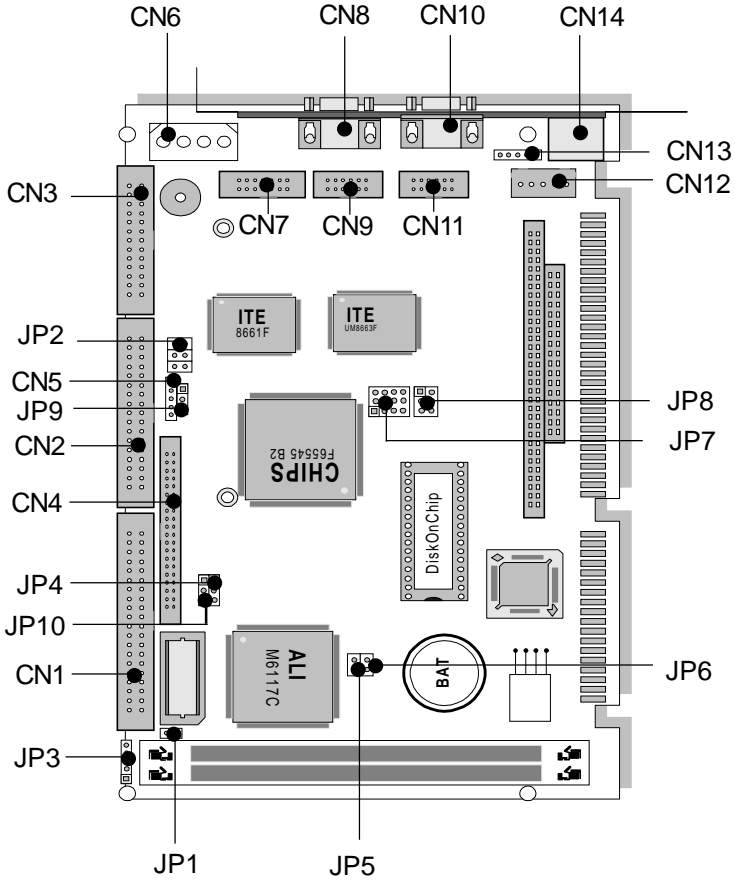 CN6
CN8
CN10
CN14
CN13
CN12
CN3
CN7
CN9
CN11
ITE
8661F
ITE
UM8663F
JP2
CN5
JP9
CN2
CN4
JP8
JP7
CHIPS
F65545 B2
DiskOnChip
JP4
JP10
CN1
ALI
M6117C
BAT
JP6
JP3
JP1
JP5